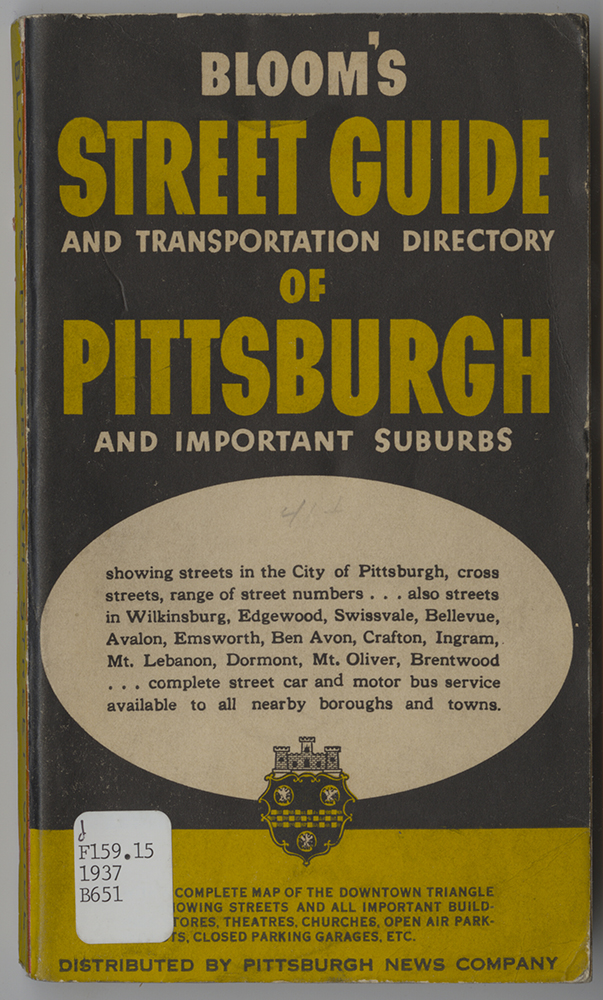 BLOOM'S
STREET GUIDE
AND TRANSPORTATION DIRECTORY
OF
PITTSBURGH
AND IMPORTANT SUBURBS
showing streets in the City of Pittsburgh, cross
streets, range of street numbers . . . also streets
in Wilkinsburg, Edgewood, Swissvale, Bellevue,
Avalon, Emsworth, Ben Avon, Crafton, Ingram,
Mt. Lebanon, Dormont, Mt. Oliver, Brentwood
. . . complete street car and motor bus service
available to all nearby boroughs and towns.
F159.15
1937
B651
COMPLETE MAP OF THE DOWNTOWN TRIANGLE
OWING STREETS AND ALL IMPORTANT BUILD-
TORES, THEATRES, CHURCHES, OPEN AIR PARK-
TS, CLOSED PARKING GARAGES, ETC.
DISTRIBUTED BY PITTSBURGH NEWS COMPANY